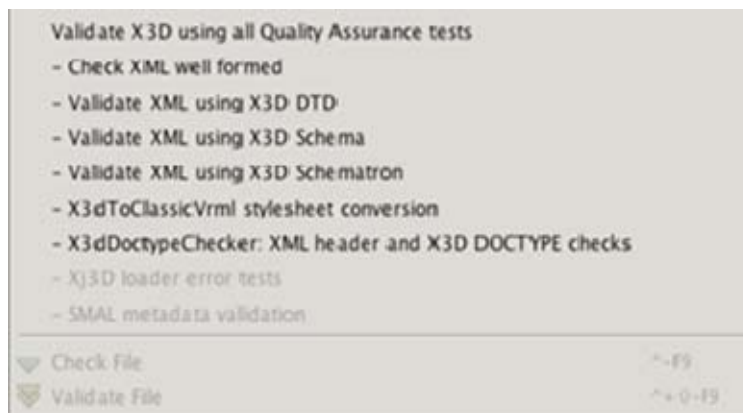 Validate X3D using all Quality Assurance tests
- Check XML well formed
- Validate XML using X3D DTD
- Validate XML using X3D Schema
- Validate XML using X3D Schematron
- X3dToClassicVrml stylesheet conversion
- X3dDoctypeChecker: XML header and X3D DOCTYPE checks
- Xj3D loader error tests
- SMAL metadata validation
Check File ^-F9
Validate File